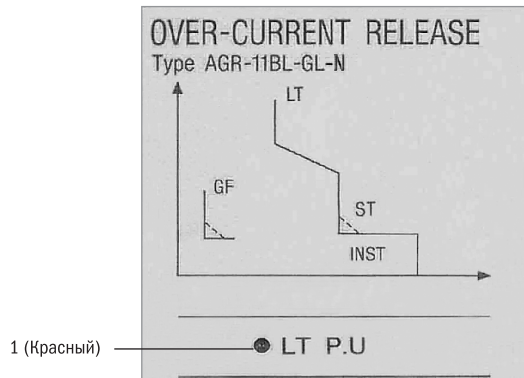 OVER-CURRENT RELEASE
Type AGR-11BL-GL-N
LT
GF
ST
INST
1 (Красный)
LT P.U